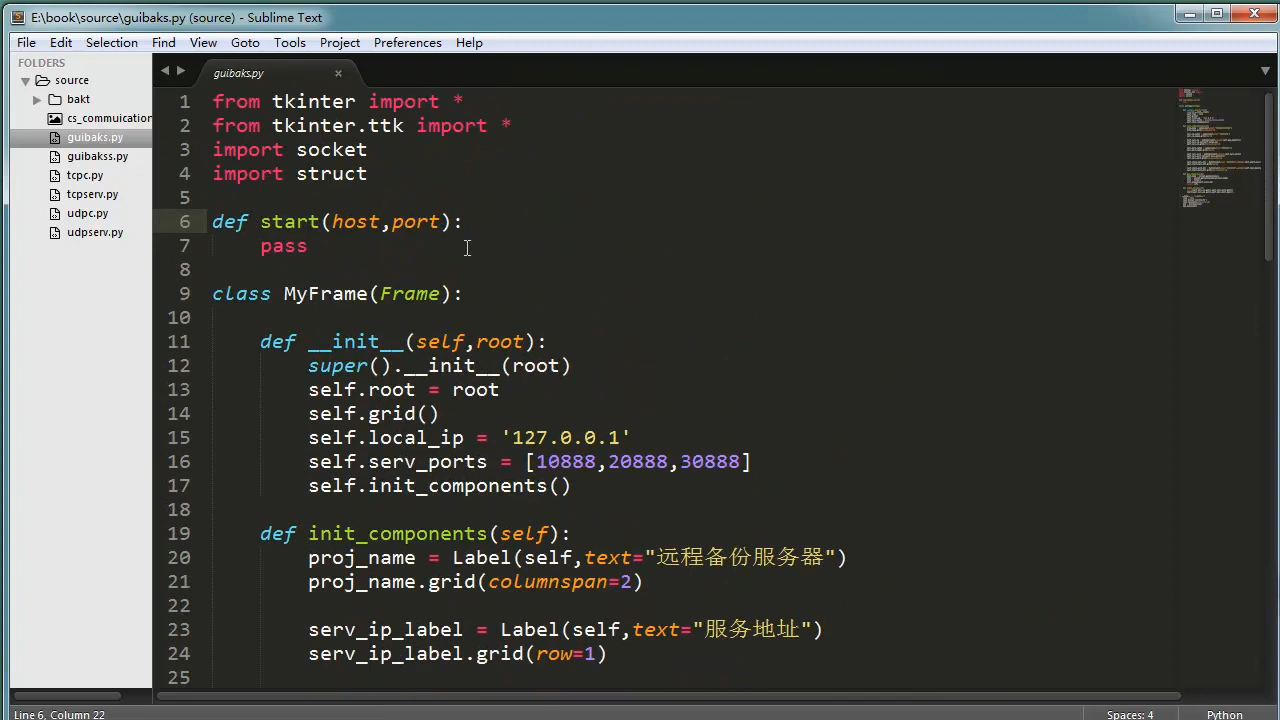 E:\book\source\guibaks.py (source) - Sublime Text
File Edit Selection Find View Goto Tools Project Preferences Help
FOLDERS
source
bakt
cs_commuication
guibaks.py
guibakss.py
tcpc.py
tcpserv.py
udpc.py
udpserv.py
guibaks.py
1 from tkinter import *
2 from tkinter.ttk import *
3 import socket
4 import struct
5
6 def start(host,port):
7     pass
8
9 class MyFrame(Frame):
10
11     def __init__(self,root):
12         super().__init__(root)
13         self.root = root
14         self.grid()
15         self.local_ip = '127.0.0.1'
16         self.serv_ports = [10888,20888,30888]
17         self.init_components()
18
19     def init_components(self):
20         proj_name = Label(self,text="远程备份服务器")
21         proj_name.grid(columnspan=2)
22
23         serv_ip_label = Label(self,text="服务地址")
24         serv_ip_label.grid(row=1)
25
Line 6, Column 22
Spaces: 4
Python